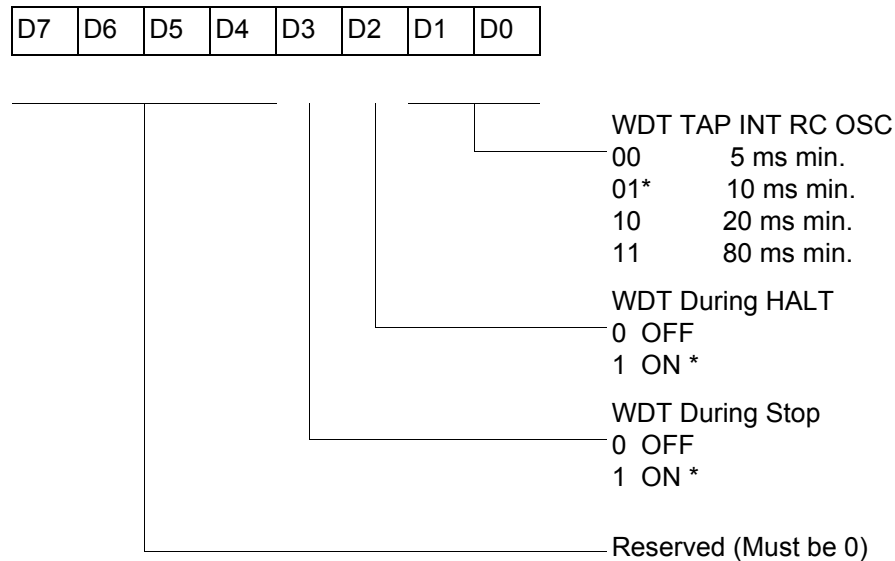 D7 D6 D5 D4 D3 D2 D1 D0
WDT TAP INT RC OSC
00 5 ms min.
01* 10 ms min.
10 20 ms min.
11 80 ms min.
WDT During HALT
0 OFF
1 ON *
WDT During Stop
0 OFF
1 ON *
Reserved (Must be 0)